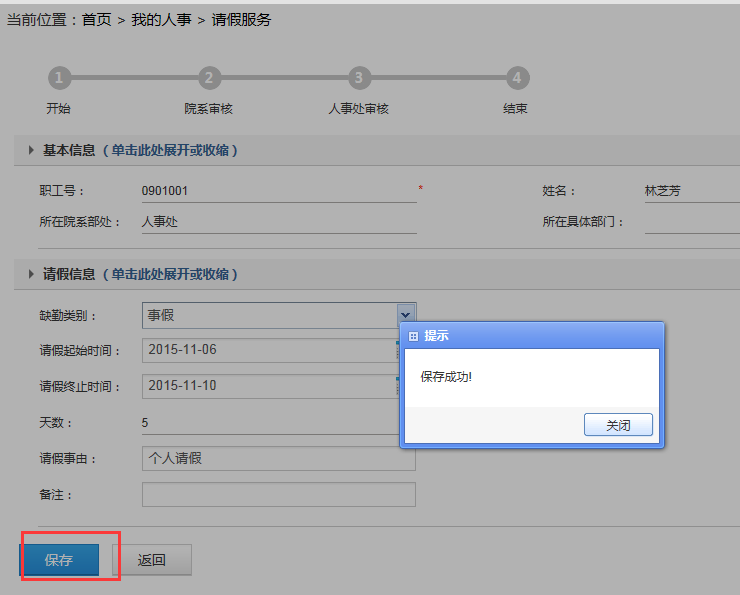 当前位置：首页 > 我的人事 > 请假服务
1 2 3 4
开始 院系审核 人事处审核 结束
基本信息（单击此处展开或收缩）
职工号： 0901001 * 姓名： 林芝芳
所在院系部处： 人事处 所在具体部门：
请假信息（单击此处展开或收缩）
缺勤类别： 事假
请假起始时间： 2015-11-06
提示
请假终止时间： 2015-11-10
保存成功!
天数： 5
关闭
请假事由： 个人请假
备注：
保存 返回